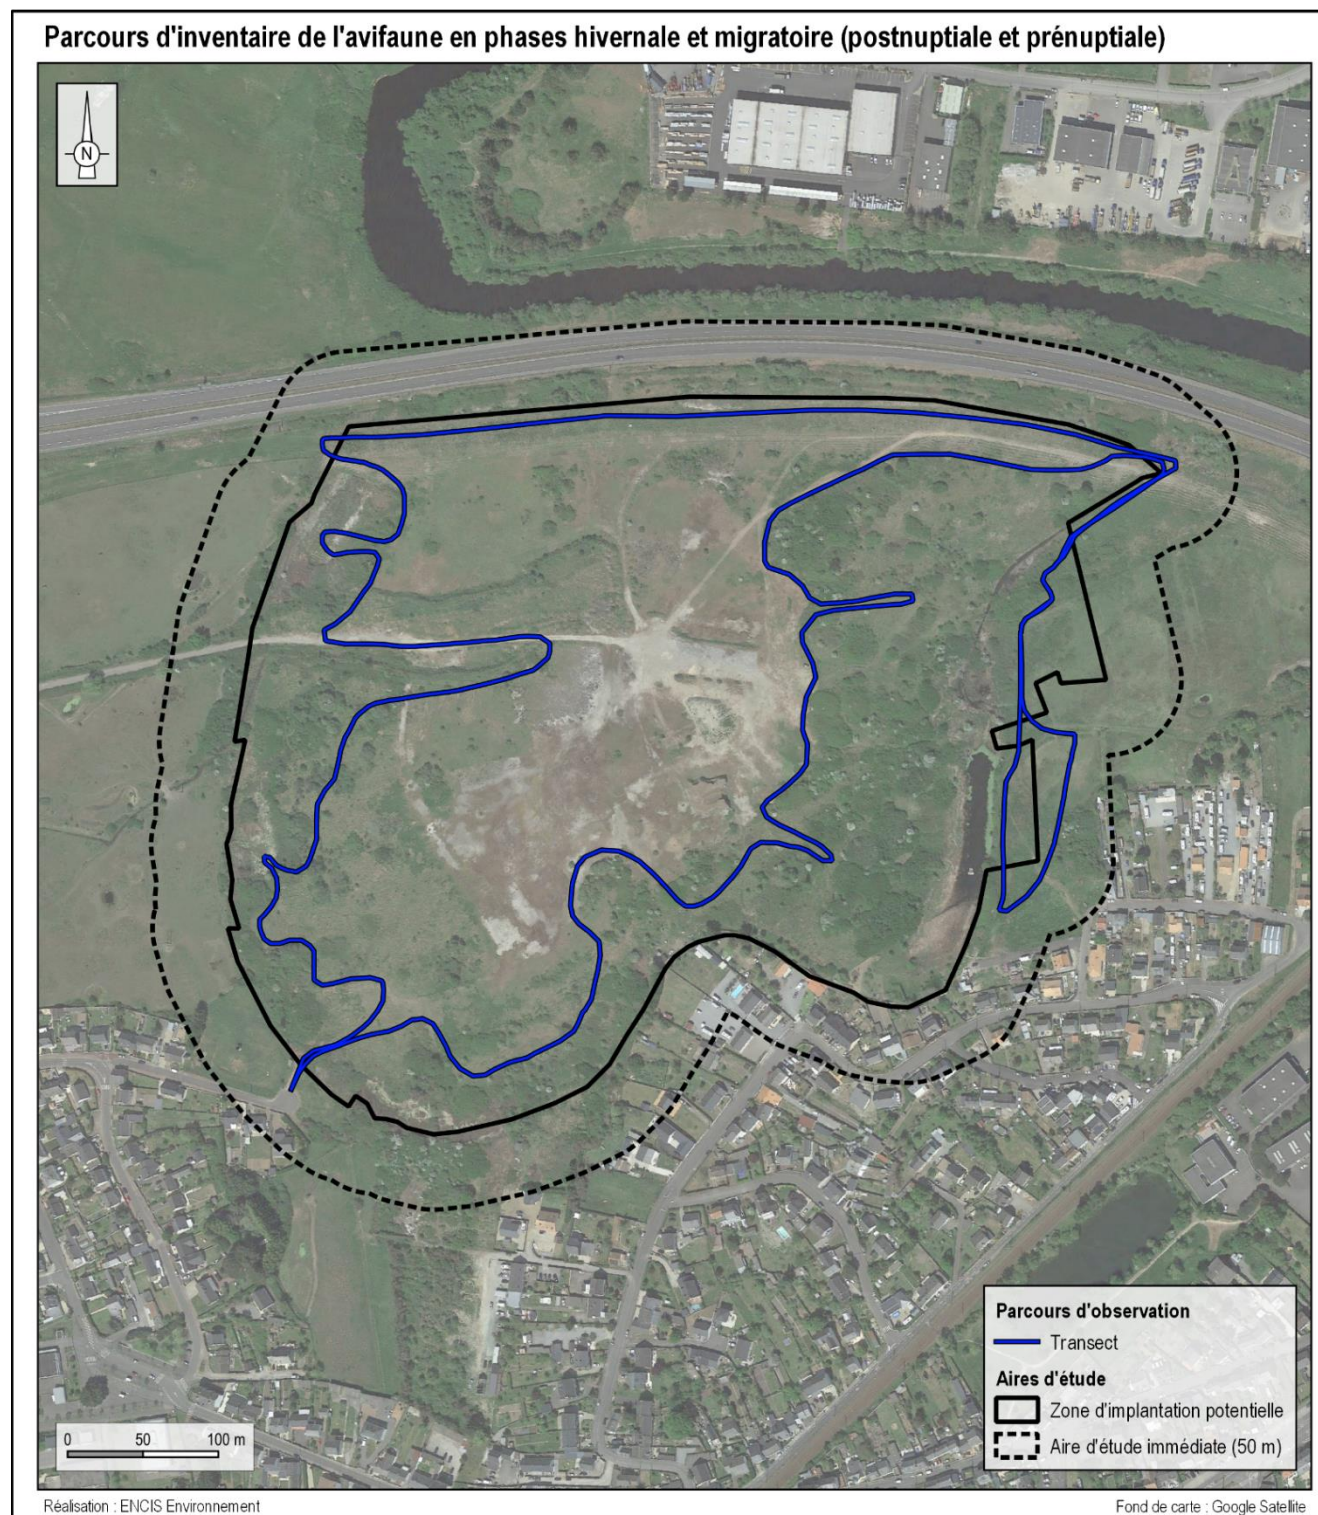 Parcours d'inventaire de l'avifaune en phases hivernale et migratoire (postnuptiale et prénuptiale)
N
Parcours d'observation
Transect
Aires d'étude
Zone d'implantation potentielle
Aire d'étude immédiate (50 m)
0 50 100 m
Réalisation : ENCIS Environnement
Fond de carte : Google Satellite